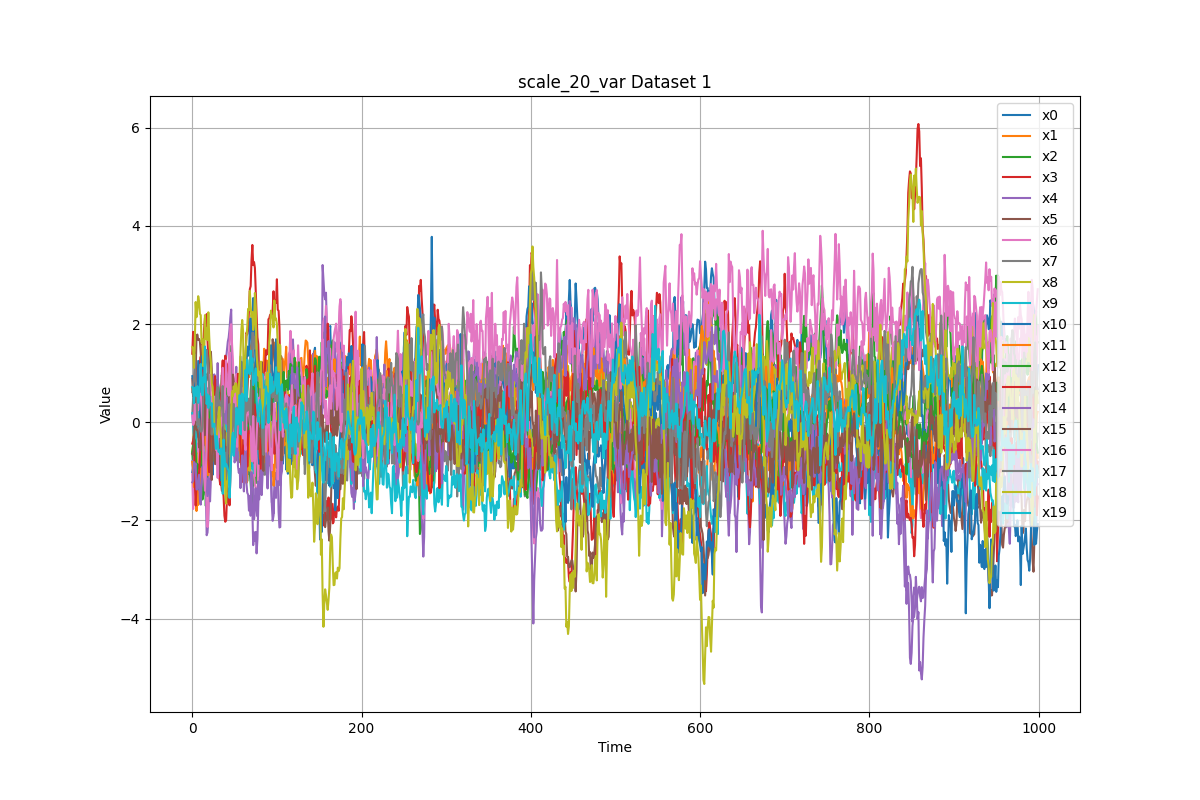 scale_20_var Dataset 1
6
4
2
0
−2
−4
Value
0
200
400
600
800
1000
Time
x0
x1
x2
x3
x4
x5
x6
x7
x8
x9
x10
x11
x12
x13
x14
x15
x16
x17
x18
x19